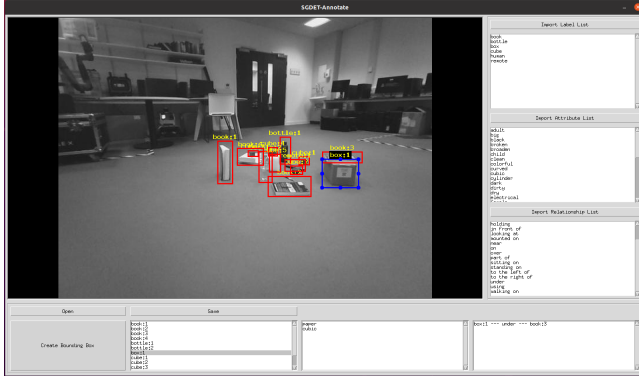 SGDET-Annotate
Import Label List
book
bottle
box
cube
human
remote
Import Attribute List
adult
big
black
broken
broaden
child
clean
colorful
curved
cubic
cylinder
dark
dirty
dry
electrical
Import Relationship List
holding
in front of
looking at
mounted on
near
on
over
part of
sitting on
standing on
to the left of
to the right of
under
using
walking on
bottle:1
book:1
book:3
box:1
Open
Save
Create Bounding Box
book:1
book:2
book:3
book:4
bottle:1
bottle:2
box:1
cube:1
cube:2
cube:3
paper
cubic
box:1 --- under --- book:3